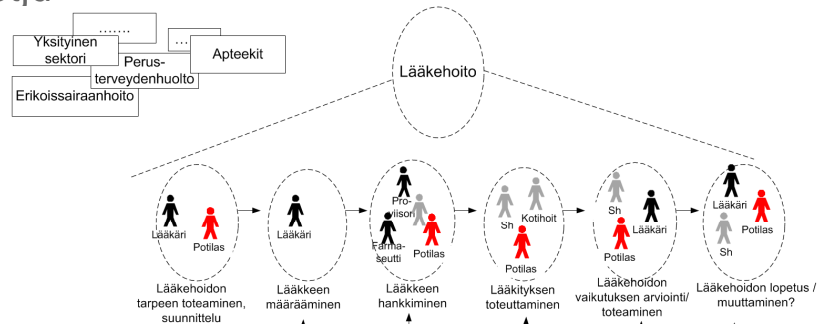 .......
Yksityinen
sektori
...
Apteekit
Perus-
terveydenhuolto
Erikoissairaanhoito
Lääkehoito
Lääkäri
Potilas
Lääkehoidon
tarpeen toteaminen,
suunnittelu
Lääkäri
Lääkkeen
määrääminen
Pro-
viisori
Farma-
seutti
Potilas
Lääkkeen
hankkiminen
Sh
Kotihoit
Potilas
Lääkityksen
toteuttaminen
Sh
Lääkäri
Potilas
Lääkehoidon
vaikutuksen arviointi/
toteaminen
Lääkäri
Potilas
Sh
Lääkehoidon lopetus /
muuttaminen?